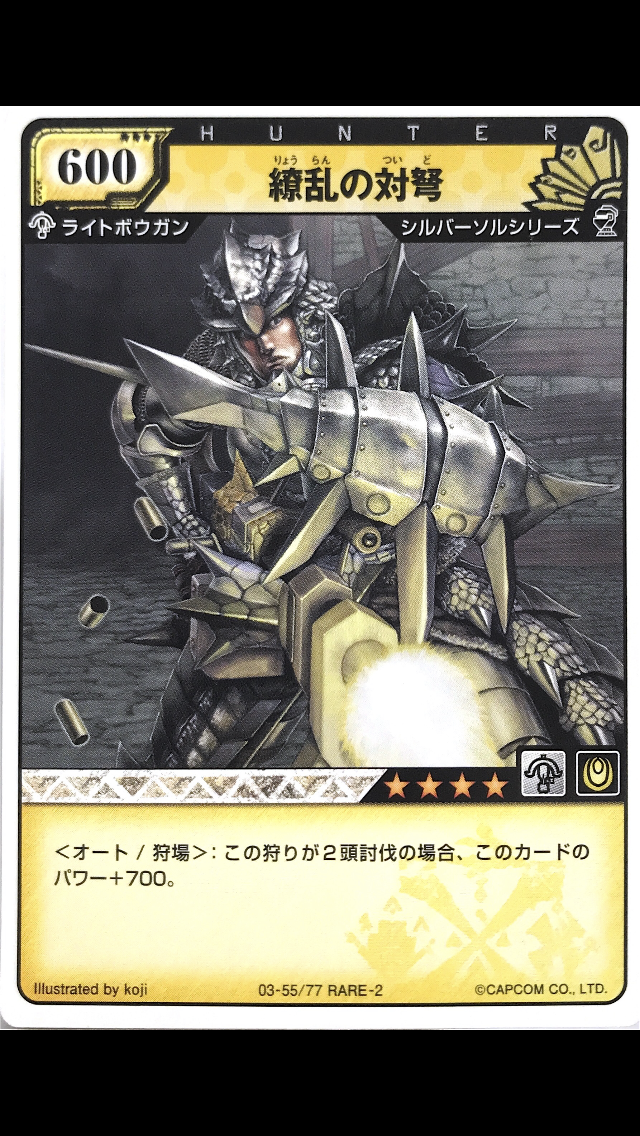 HUNTER
600
りょう らん つい ど
繚乱の対弩
ライトボウガン
シルバーソルシリーズ
<オート / 狩場>: この狩りが2頭討伐の場合、このカードの
パワー+700。
Illustrated by koji
03-55/77 RARE-2
©CAPCOM CO., LTD.